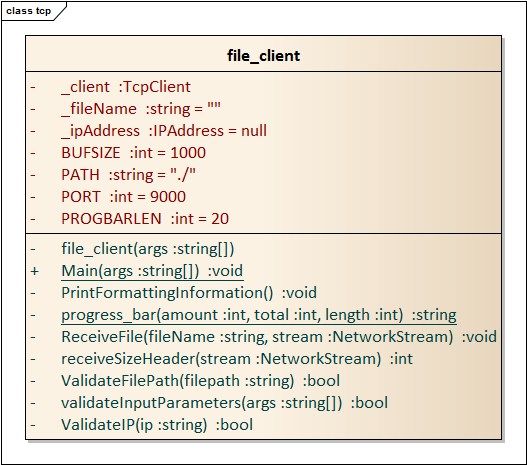 class tcp
file_client
- _client :TcpClient
- _fileName :string = ""
- _ipAddress :IPAddress = null
- BUFSIZE :int = 1000
- PATH :string = "./"
- PORT :int = 9000
- PROGBARLEN :int = 20
- file_client(args :string[])
+ Main(args :string[]) :void
- PrintFormattingInformation() :void
- progress_bar(amount :int, total :int, length :int) :string
- ReceiveFile(fileName :string, stream :NetworkStream) :void
- receiveSizeHeader(stream :NetworkStream) :int
- ValidateFilePath(filepath :string) :bool
- validateInputParameters(args :string[]) :bool
- ValidateIP(ip :string) :bool